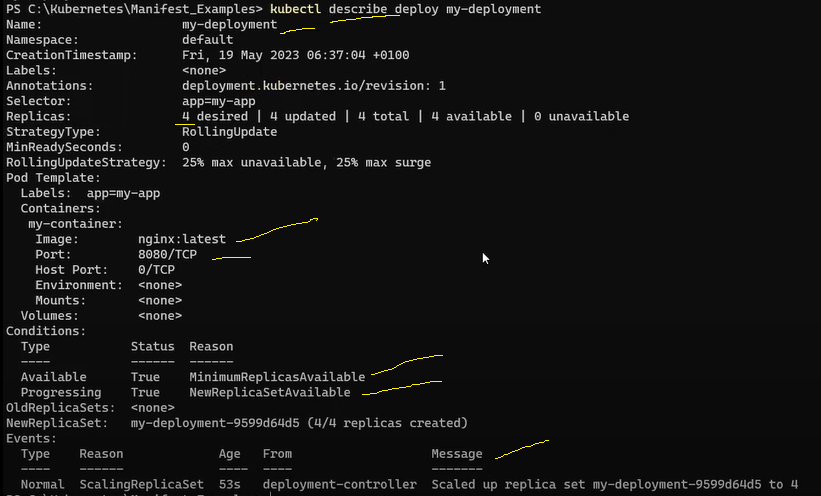 PS C:\Kubernetes\Manifest_Examples> kubectl describe deploy my-deployment
Name:                   my-deployment
Namespace:              default
CreationTimestamp:      Fri, 19 May 2023 06:37:04 +0100
Labels:                 <none>
Annotations:            deployment.kubernetes.io/revision: 1
Selector:               app=my-app
Replicas:               4 desired | 4 updated | 4 total | 4 available | 0 unavailable
StrategyType:           RollingUpdate
MinReadySeconds:        0
RollingUpdateStrategy:  25% max unavailable, 25% max surge
Pod Template:
  Labels:  app=my-app
  Containers:
   my-container:
    Image:        nginx:latest
    Port:         8080/TCP
    Host Port:    0/TCP
    Environment:  <none>
    Mounts:       <none>
  Volumes:        <none>
Conditions:
  Type           Status  Reason
  ----           ------  ------
  Available      True    MinimumReplicasAvailable
  Progressing    True    NewReplicaSetAvailable
OldReplicaSets:  <none>
NewReplicaSet:   my-deployment-9599d64d5 (4/4 replicas created)
Events:
  Type    Reason             Age   From                   Message
  ----    ------             ----  ----                   -------
  Normal  ScalingReplicaSet  53s   deployment-controller  Scaled up replica set my-deployment-9599d64d5 to 4